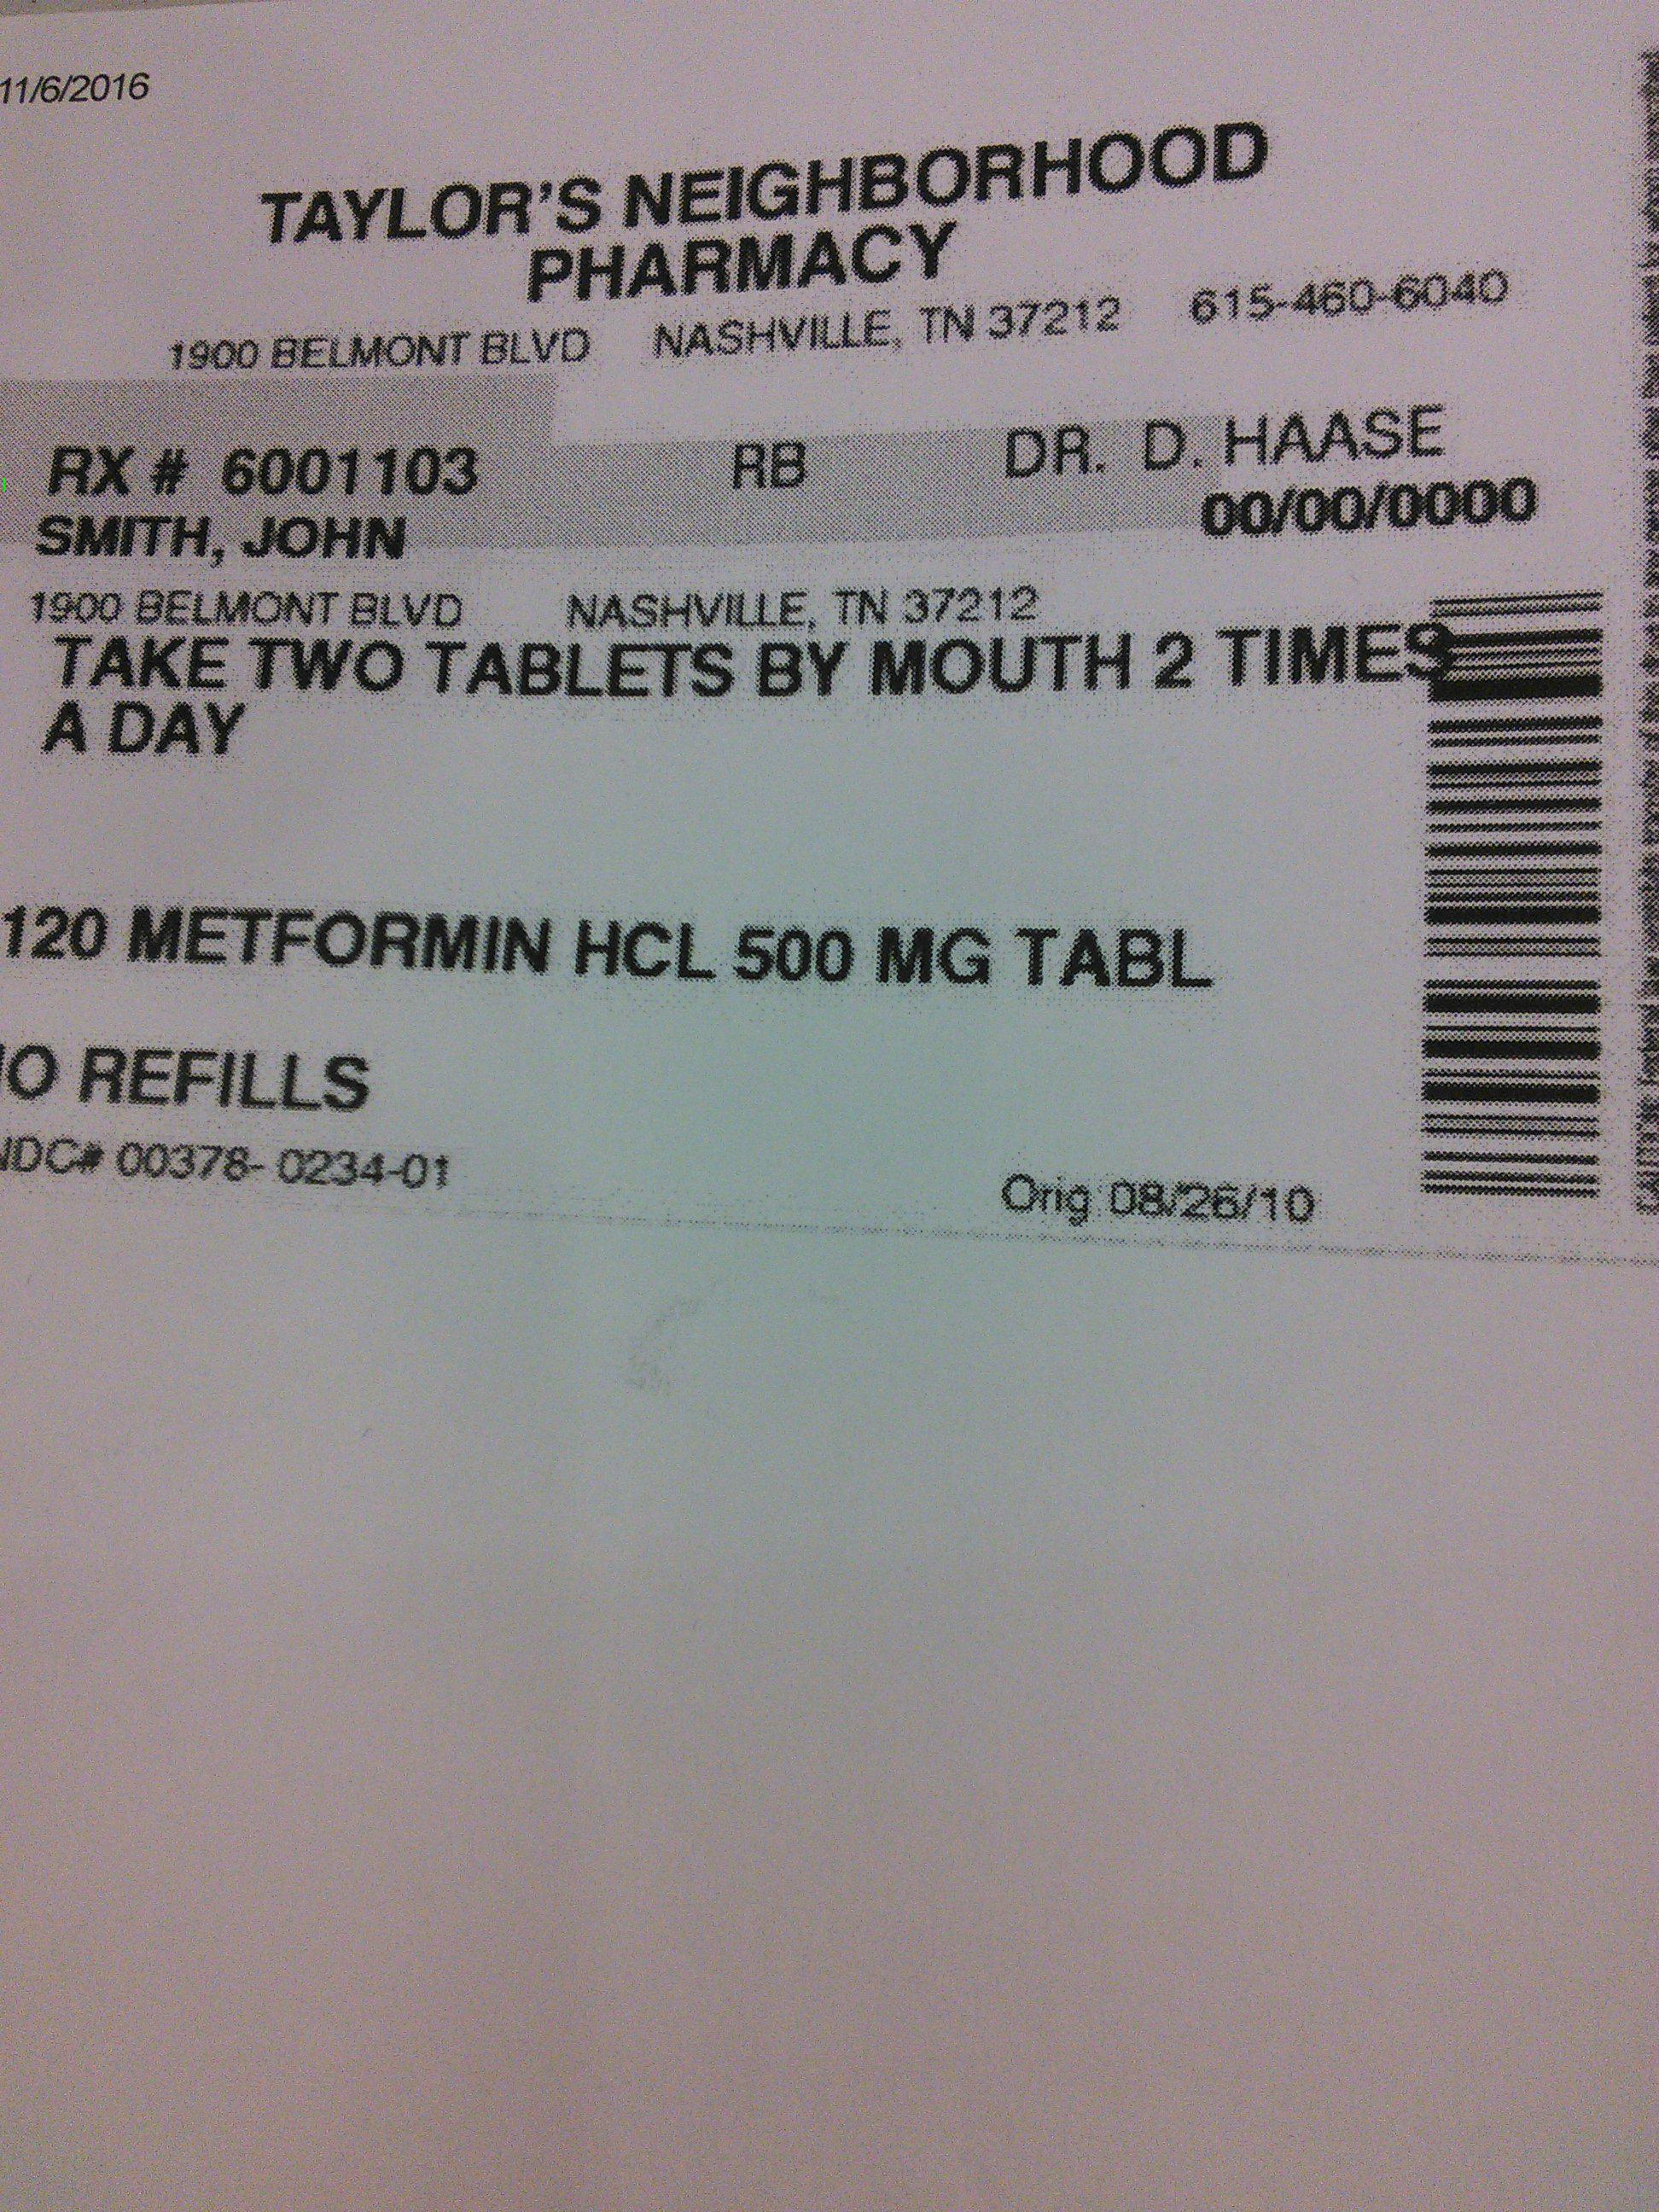 11/6/2016
TAYLOR'S NEIGHBORHOOD
PHARMACY
1900 BELMONT BLVD NASHVILLE, TN 37212 615-460-6040
RX # 6001103 RB DR. D. HAASE
SMITH, JOHN 00/00/0000
1900 BELMONT BLVD NASHVILLE, TN 37212
TAKE TWO TABLETS BY MOUTH 2 TIMES
A DAY
120 METFORMIN HCL 500 MG TABL
O REFILLS
NDC# 00378- 0234-01
Orig 08/26/10